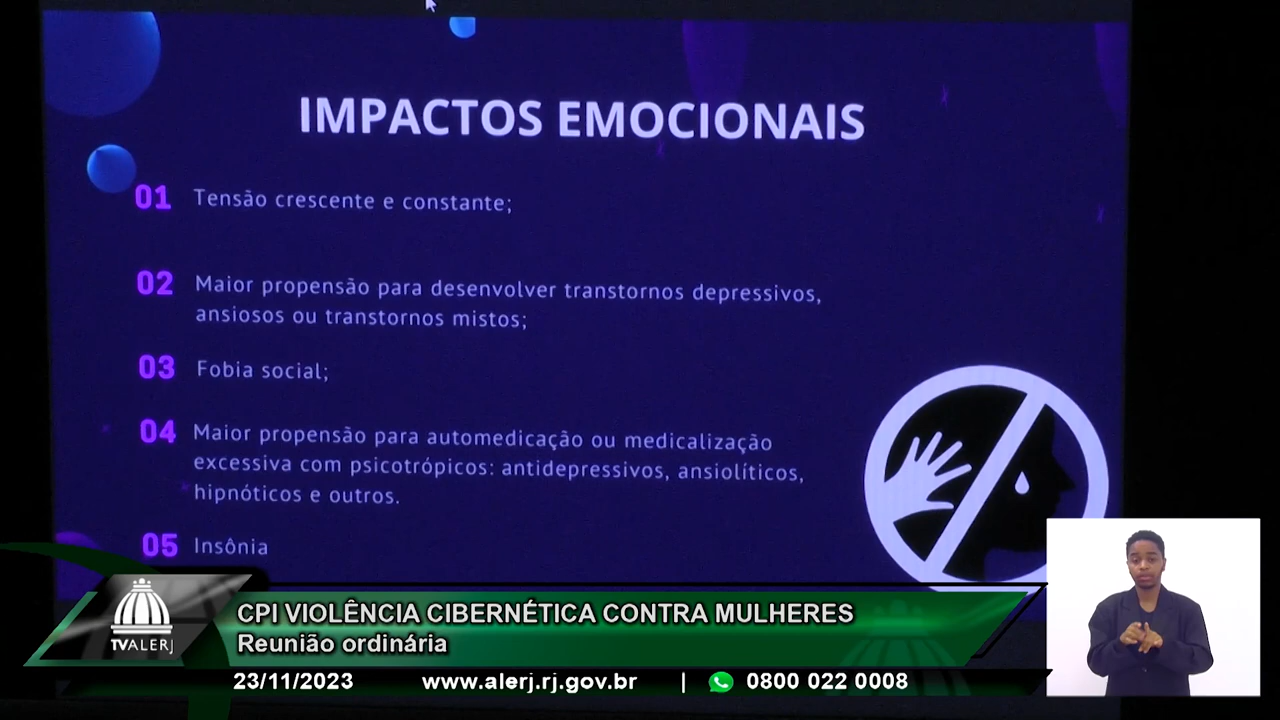 IMPACTOS EMOCIONAIS
01 Tensão crescente e constante;
02 Maior propensão para desenvolver transtornos depressivos,
ansiosos ou transtornos mistos;
03 Fobia social;
04 Maior propensão para automedicação ou medicalização
excessiva com psicotrópicos: antidepressivos, ansiolíticos,
hipnóticos e outros.
05 Insônia
CPI VIOLÊNCIA CIBERNÉTICA CONTRA MULHERES
Reunião ordinária
TVALERJ
23/11/2023 www.alerj.rj.gov.br | 0800 022 0008